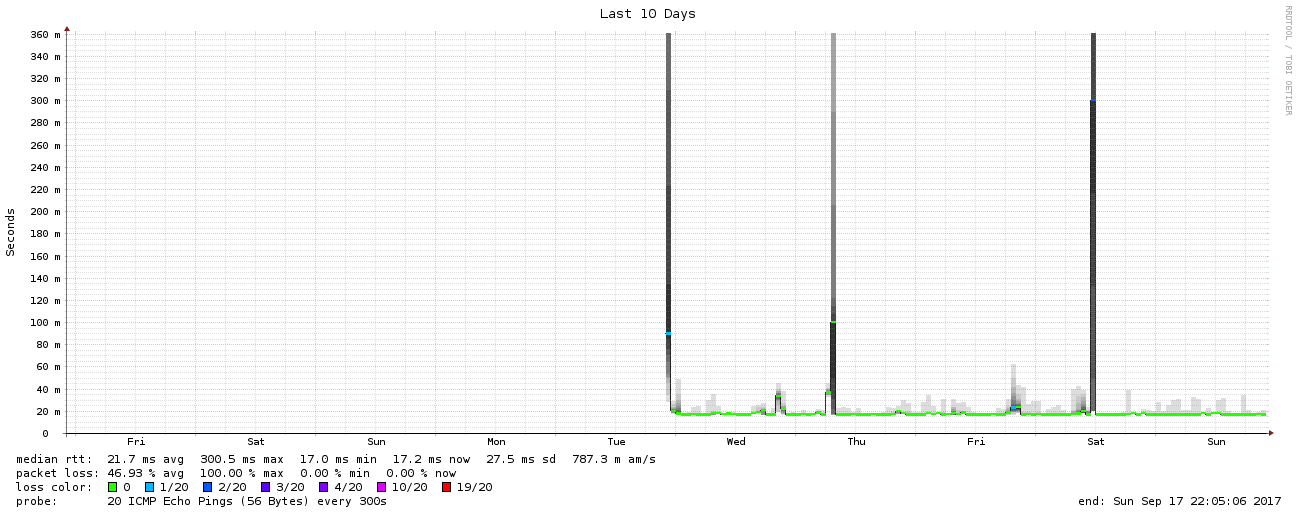 Last 10 Days
RRDTOOL / TOBI OETIKER
Seconds
360 m
340 m
320 m
300 m
280 m
260 m
240 m
220 m
200 m
180 m
160 m
140 m
120 m
100 m
80 m
60 m
40 m
20 m
0
Fri Sat Sun Mon Tue Wed Thu Fri Sat Sun
median rtt: 21.7 ms avg 300.5 ms max 17.0 ms min 17.2 ms now 27.5 ms sd 787.3 m am/s
packet loss: 46.93 % avg 100.00 % max 0.00 % min 0.00 % now
loss color: 0 1/20 2/20 3/20 4/20 10/20 19/20
probe: 20 ICMP Echo Pings (56 Bytes) every 300s end: Sun Sep 17 22:05:06 2017